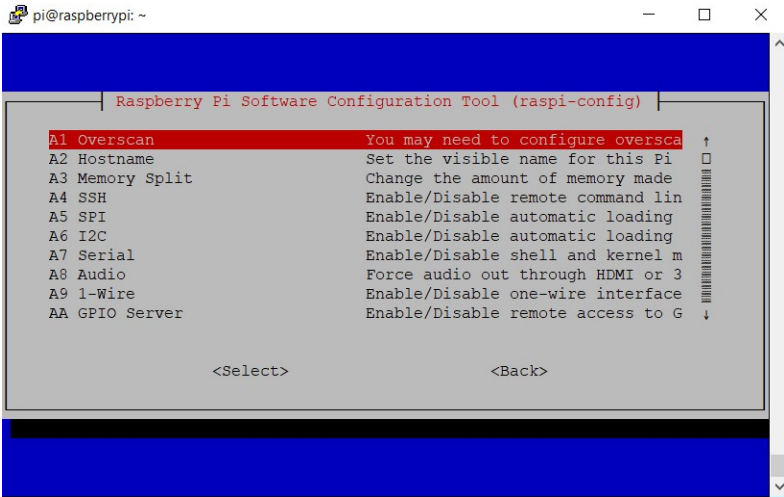 pi@raspberrypi: ~
Raspberry Pi Software Configuration Tool (raspi-config)
A1 Overscan You may need to configure oversca
A2 Hostname Set the visible name for this Pi
A3 Memory Split Change the amount of memory made
A4 SSH Enable/Disable remote command lin
A5 SPI Enable/Disable automatic loading
A6 I2C Enable/Disable automatic loading
A7 Serial Enable/Disable shell and kernel m
A8 Audio Force audio out through HDMI or 3
A9 1-Wire Enable/Disable one-wire interface
AA GPIO Server Enable/Disable remote access to G
<Select> <Back>